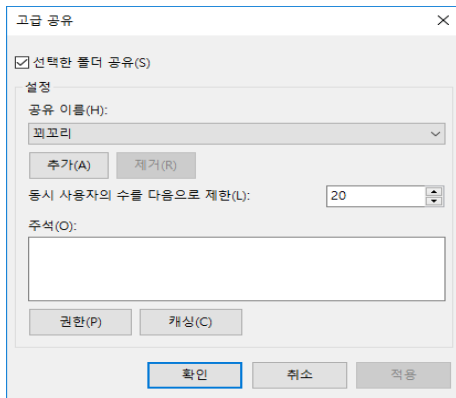 고급 공유
선택한 폴더 공유(S)
설정
공유 이름(H):
꾀꼬리
추가(A) 제거(R)
동시 사용자의 수를 다음으로 제한(L): 20
주석(O):
권한(P) 캐싱(C)
확인 취소 적용